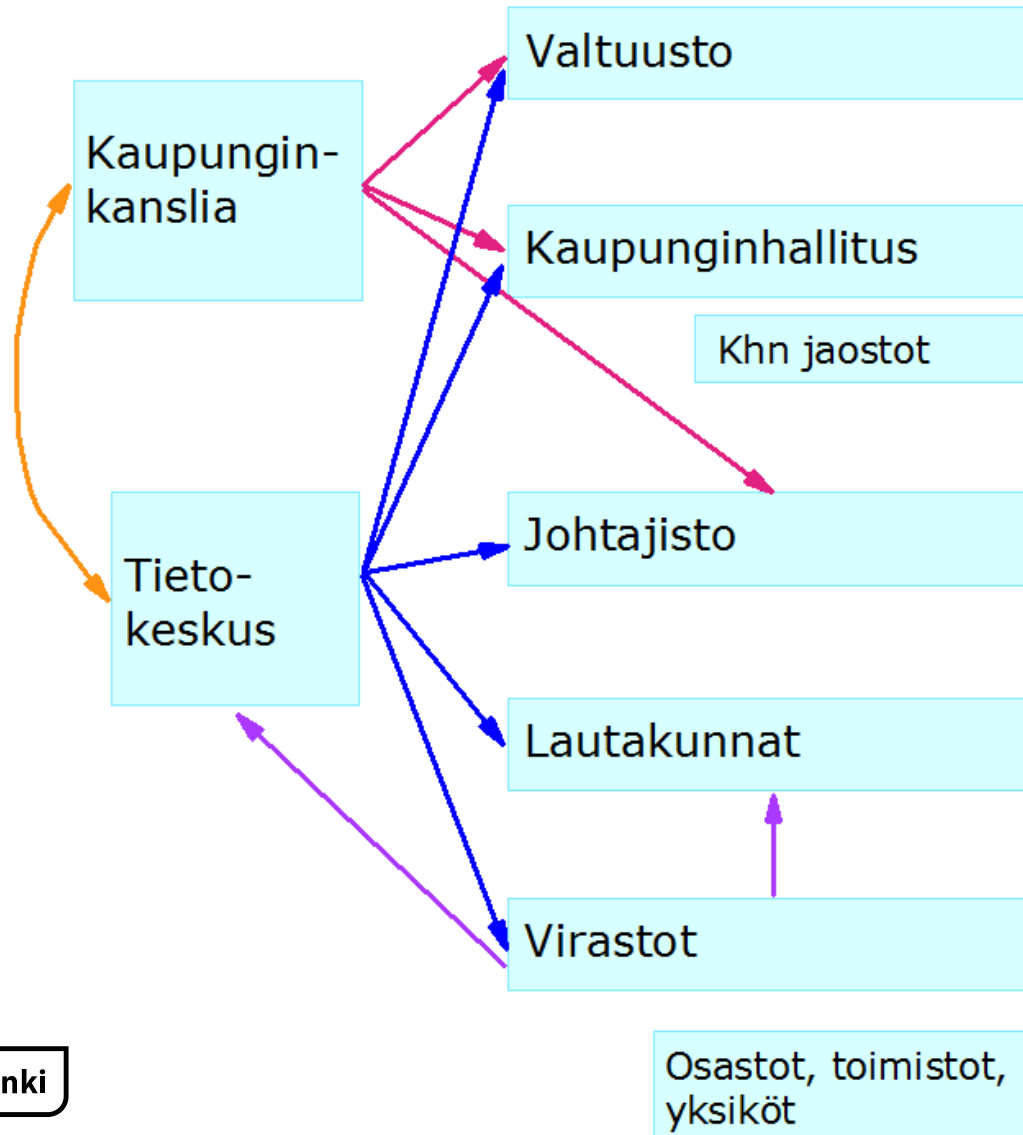 Valtuusto
Kaupungin-
kanslia
Kaupunginhallitus
Khn jaostot
Johtajisto
Tieto-
keskus
Lautakunnat
Virastot
Osastot, toimistot,
yksiköt
nki